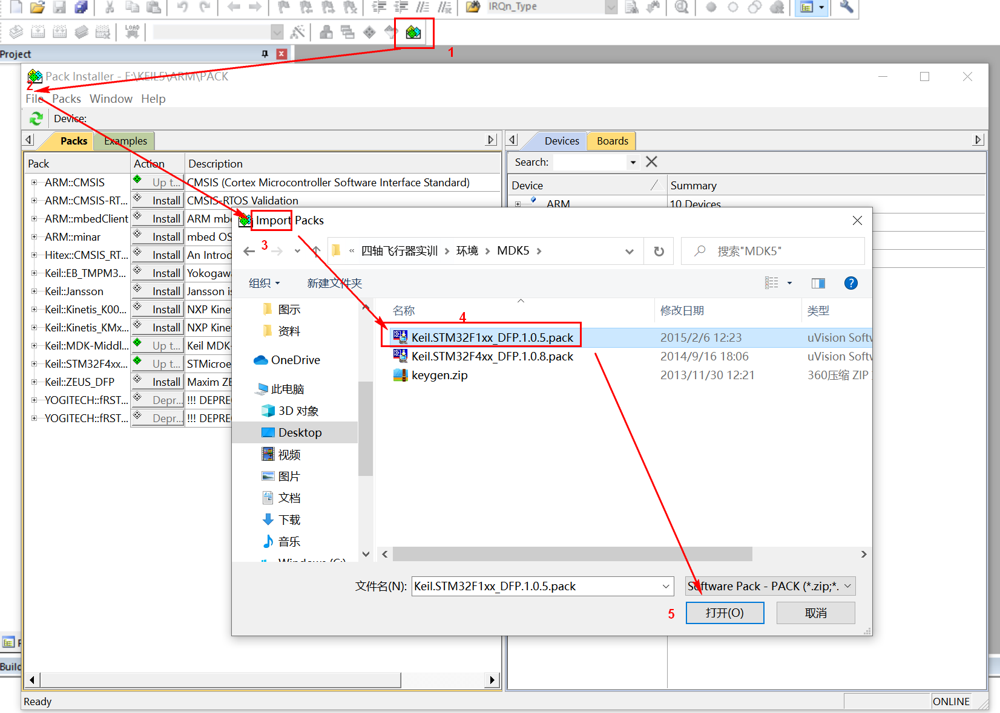 IRQn_Type
LOAD
1
Project
Pack Installer - F:\KEIL5\ARM\PACK
2
File Packs Window Help
Device:
Packs Examples
Devices Boards
Search:
Pack Action Description
Device Summary
ARM::CMSIS Up t... CMSIS (Cortex Microcontroller Software Interface Standard)
ARM::CMSIS-RT... Install CMSIS-RTOS Validation
ARM 10 Devices
ARM::mbedClient Install ARM mbe
ARM::minar Install mbed OS
Hitex::CMSIS_RT... Install An Introd
Keil::EB_TMPM3... Install Yokogawa
Keil::Jansson Install Jansson is
Keil::Kinetis_K00... Install NXP Kinet
Keil::Kinetis_KMx... Install NXP Kinet
Keil::MDK-Middl... Up t... Keil MDK-
Keil::STM32F4xx... Up t... STMicroe
Keil::ZEUS_DFP Install Maxim ZE
YOGITECH::fRST... Depr... !!! DEPRE
YOGITECH::fRST... Depr... !!! DEPRE
Import Packs
3
« 四轴飞行器实训 > 环境 > MDK5 >
搜索"MDK5"
组织 新建文件夹
名称 修改日期 类型
4
Keil.STM32F1xx_DFP.1.0.5.pack 2015/2/6 12:23 uVision Softw
Keil.STM32F4xx_DFP.1.0.8.pack 2014/9/16 18:06 uVision Softw
keygen.zip 2013/11/30 12:21 360压缩 ZIP
图示
资料
OneDrive
此电脑
3D 对象
Desktop
视频
图片
文档
下载
音乐
Windows (C:)
文件名(N): Keil.STM32F1xx_DFP.1.0.5.pack Software Pack - PACK (*.zip;*.
5
打开(O) 取消
Build
Ready
ONLINE